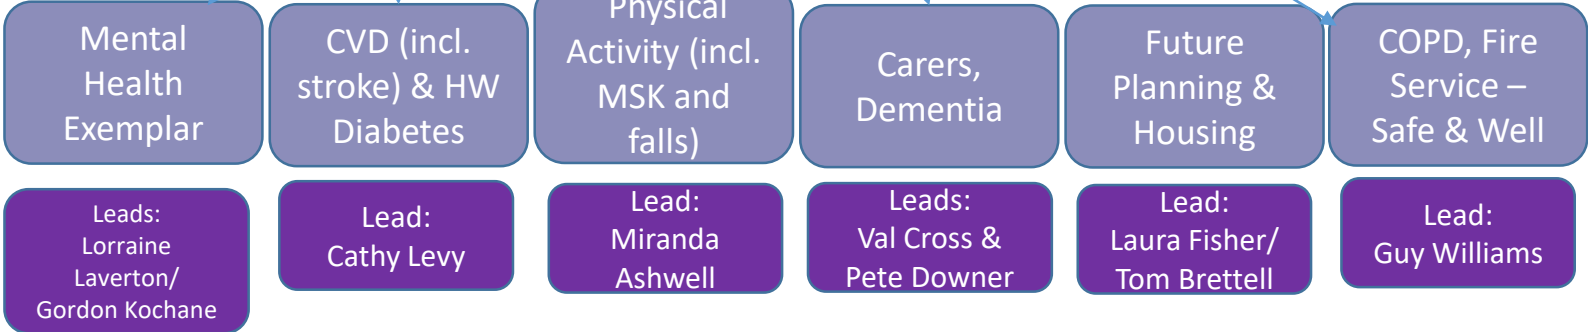 Mental
Health
Exemplar
CVD (incl.
stroke) & HW
Diabetes
Physical
Activity (incl.
MSK and
falls)
Carers,
Dementia
Future
Planning &
Housing
COPD, Fire
Service –
Safe & Well
Leads:
Lorraine
Laverton/
Gordon Kochane
Lead:
Cathy Levy
Lead:
Miranda
Ashwell
Leads:
Val Cross &
Pete Downer
Lead:
Laura Fisher/
Tom Brettell
Lead:
Guy Williams